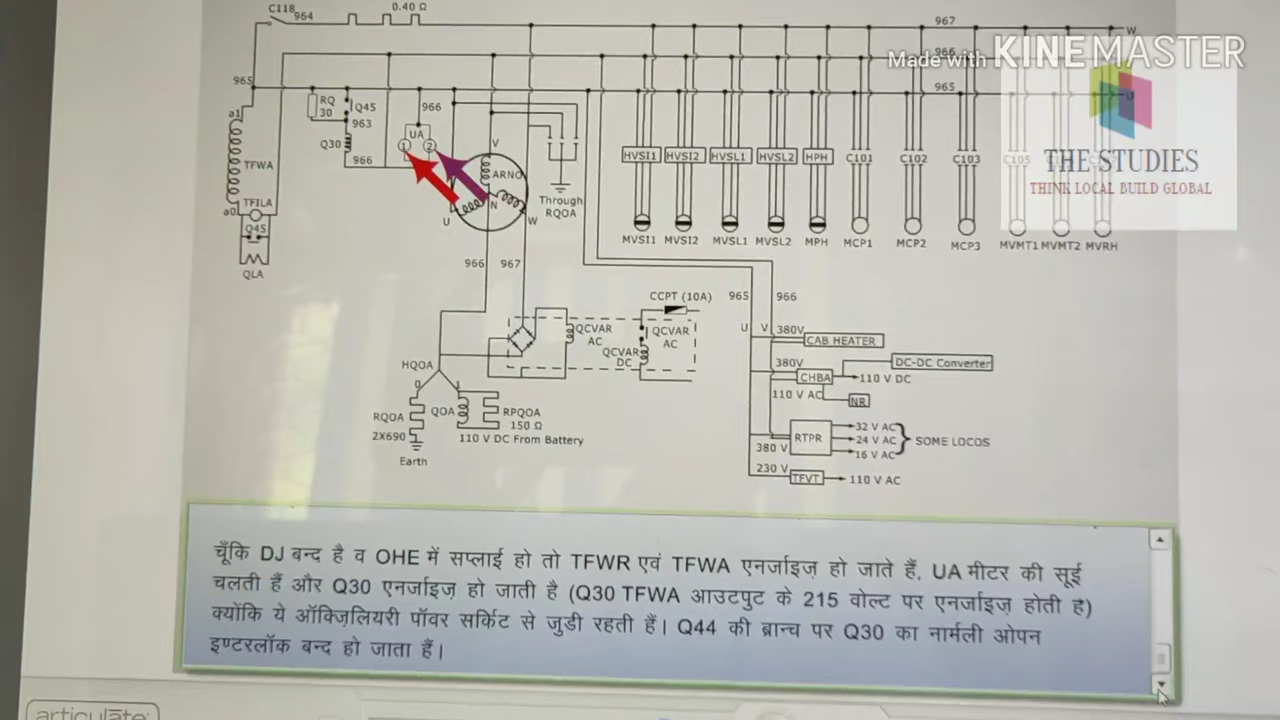 C118
964
0.40 Ω
967
W
Made with KINEMASTER
966
965
965
U
a1
RQ
30
Q45
963
966
UA
1
2
Q30
966
V
ARNO
N
U
W
TFWA
TFILA
a0
Q45
QLA
Through
RQOA
HVSI1
HVSI2
HVSL1
HVSL2
HPH
C101
C102
C103
C105
THE STUDIES
THINK LOCAL BUILD GLOBAL
MVSI1
MVSI2
MVSL1
MVSL2
MPH
MCP1
MCP2
MCP3
MVMT1
MVMT2
MVRH
966
967
CCPT (10A)
965
966
QCVAR
AC
QCVAR
AC
QCVAR
DC
U
V
380V
CAB HEATER
380V
DC-DC Converter
CHBA
110 V DC
110 V AC
NR
HQOA
0
1
RQOA
2X690
QOA
RPQOA
150 Ω
110 V DC From Battery
Earth
RTPR
32 V AC
24 V AC
16 V AC
SOME LOCOS
380 V
230 V
TFVT
110 V AC
चूँकि DJ बन्द है व OHE में सप्लाई हो तो TFWR एवं TFWA एनर्जाइज़ हो जाते हैं, UA मीटर की सूई
चलती हैं और Q30 एनर्जाइज़ हो जाती है (Q30 TFWA आउटपुट के 215 वोल्ट पर एनर्जाइज़ होती है)
क्योंकि ये ऑक्ज़िलियरी पॉवर सर्किट से जुडी रहती हैं। Q44 की ब्रान्च पर Q30 का नार्मली ओपन
इण्टरलॉक बन्द हो जाता हैं।
articulate